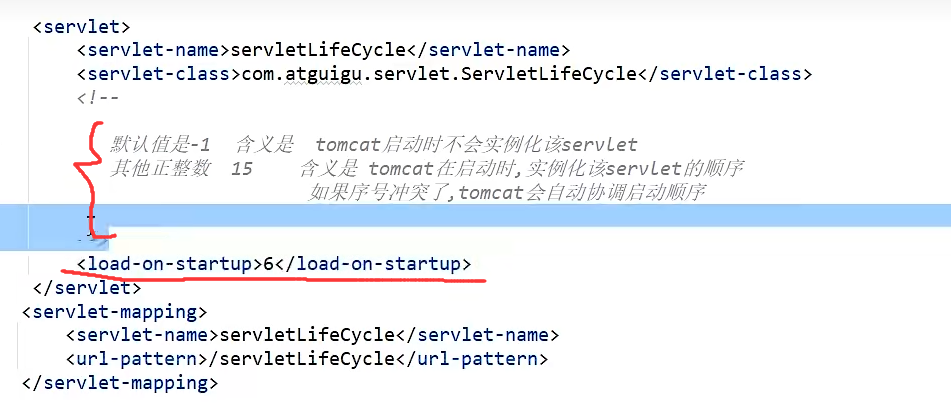 <servlet>
<servlet-name>servletLifeCycle</servlet-name>
<servlet-class>com.atguigu.servlet.ServletLifeCycle</servlet-class>
<!--
默认值是-1 含义是 tomcat启动时不会实例化该servlet
其他正整数 15 含义是 tomcat在启动时,实例化该servlet的顺序
如果序号冲突了,tomcat会自动协调启动顺序
<load-on-startup>6</load-on-startup>
</servlet>
<servlet-mapping>
<servlet-name>servletLifeCycle</servlet-name>
<url-pattern>/servletLifeCycle</url-pattern>
</servlet-mapping>